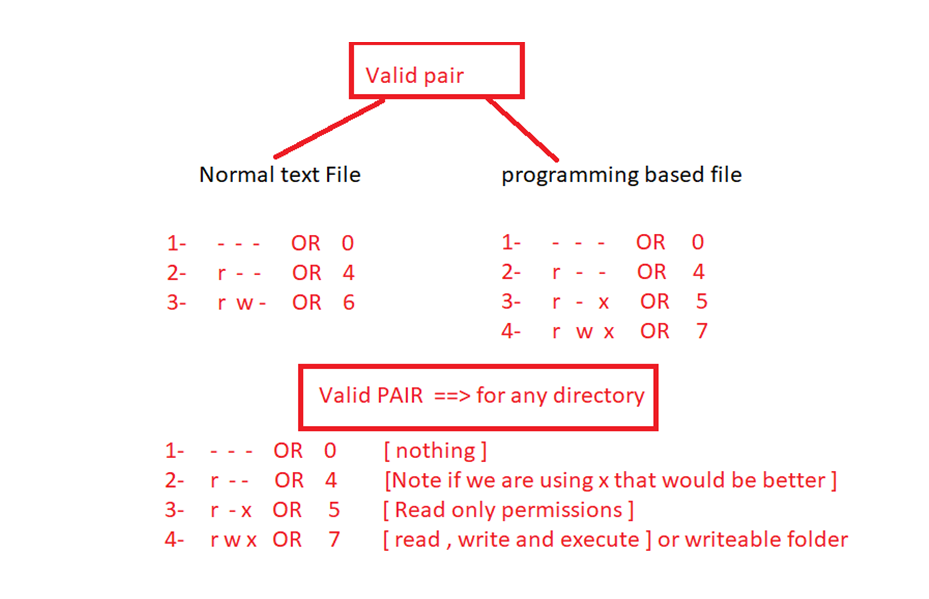 Valid pair
Normal text File
programming based file
1- - - - OR 0
2- r - - OR 4
3- r w - OR 6
1- - - - OR 0
2- r - - OR 4
3- r - x OR 5
4- r w x OR 7
Valid PAIR ==> for any directory
1- - - - OR 0 [ nothing ]
2- r - - OR 4 [Note if we are using x that would be better ]
3- r - x OR 5 [ Read only permissions ]
4- r w x OR 7 [ read , write and execute ] or writeable folder